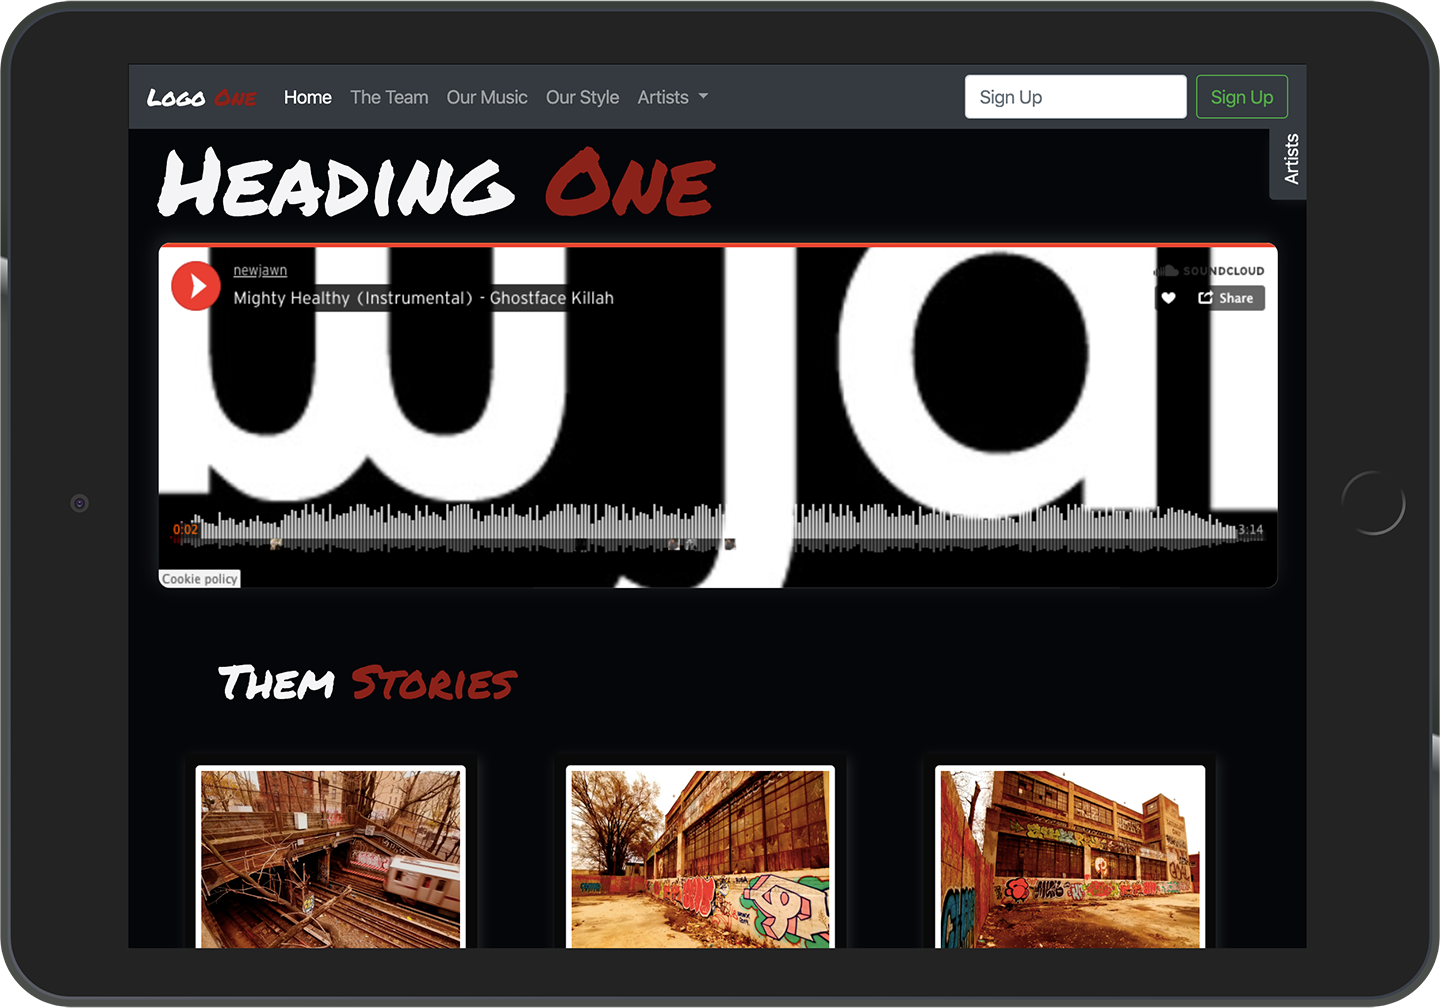 Logo One Home The Team Our Music Our Style Artists Sign Up Sign Up
Artists
Heading One
newjawn
Mighty Healthy (Instrumental) - Ghostface Killah
SOUNDCLOUD
Share
w ja
0:02
3:14
Cookie policy
Them Stories